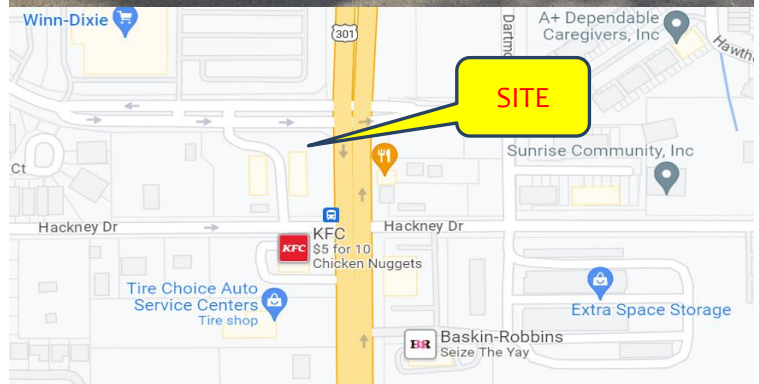 Winn-Dixie
301
Dartmo
A+ Dependable
Caregivers, Inc
Hawth
SITE
Sunrise Community, Inc
Ct
Hackney Dr
Hackney Dr
KFC
KFC
$5 for 10
Chicken Nuggets
Tire Choice Auto
Service Centers
Tire shop
Extra Space Storage
BR
Baskin-Robbins
Seize The Yay